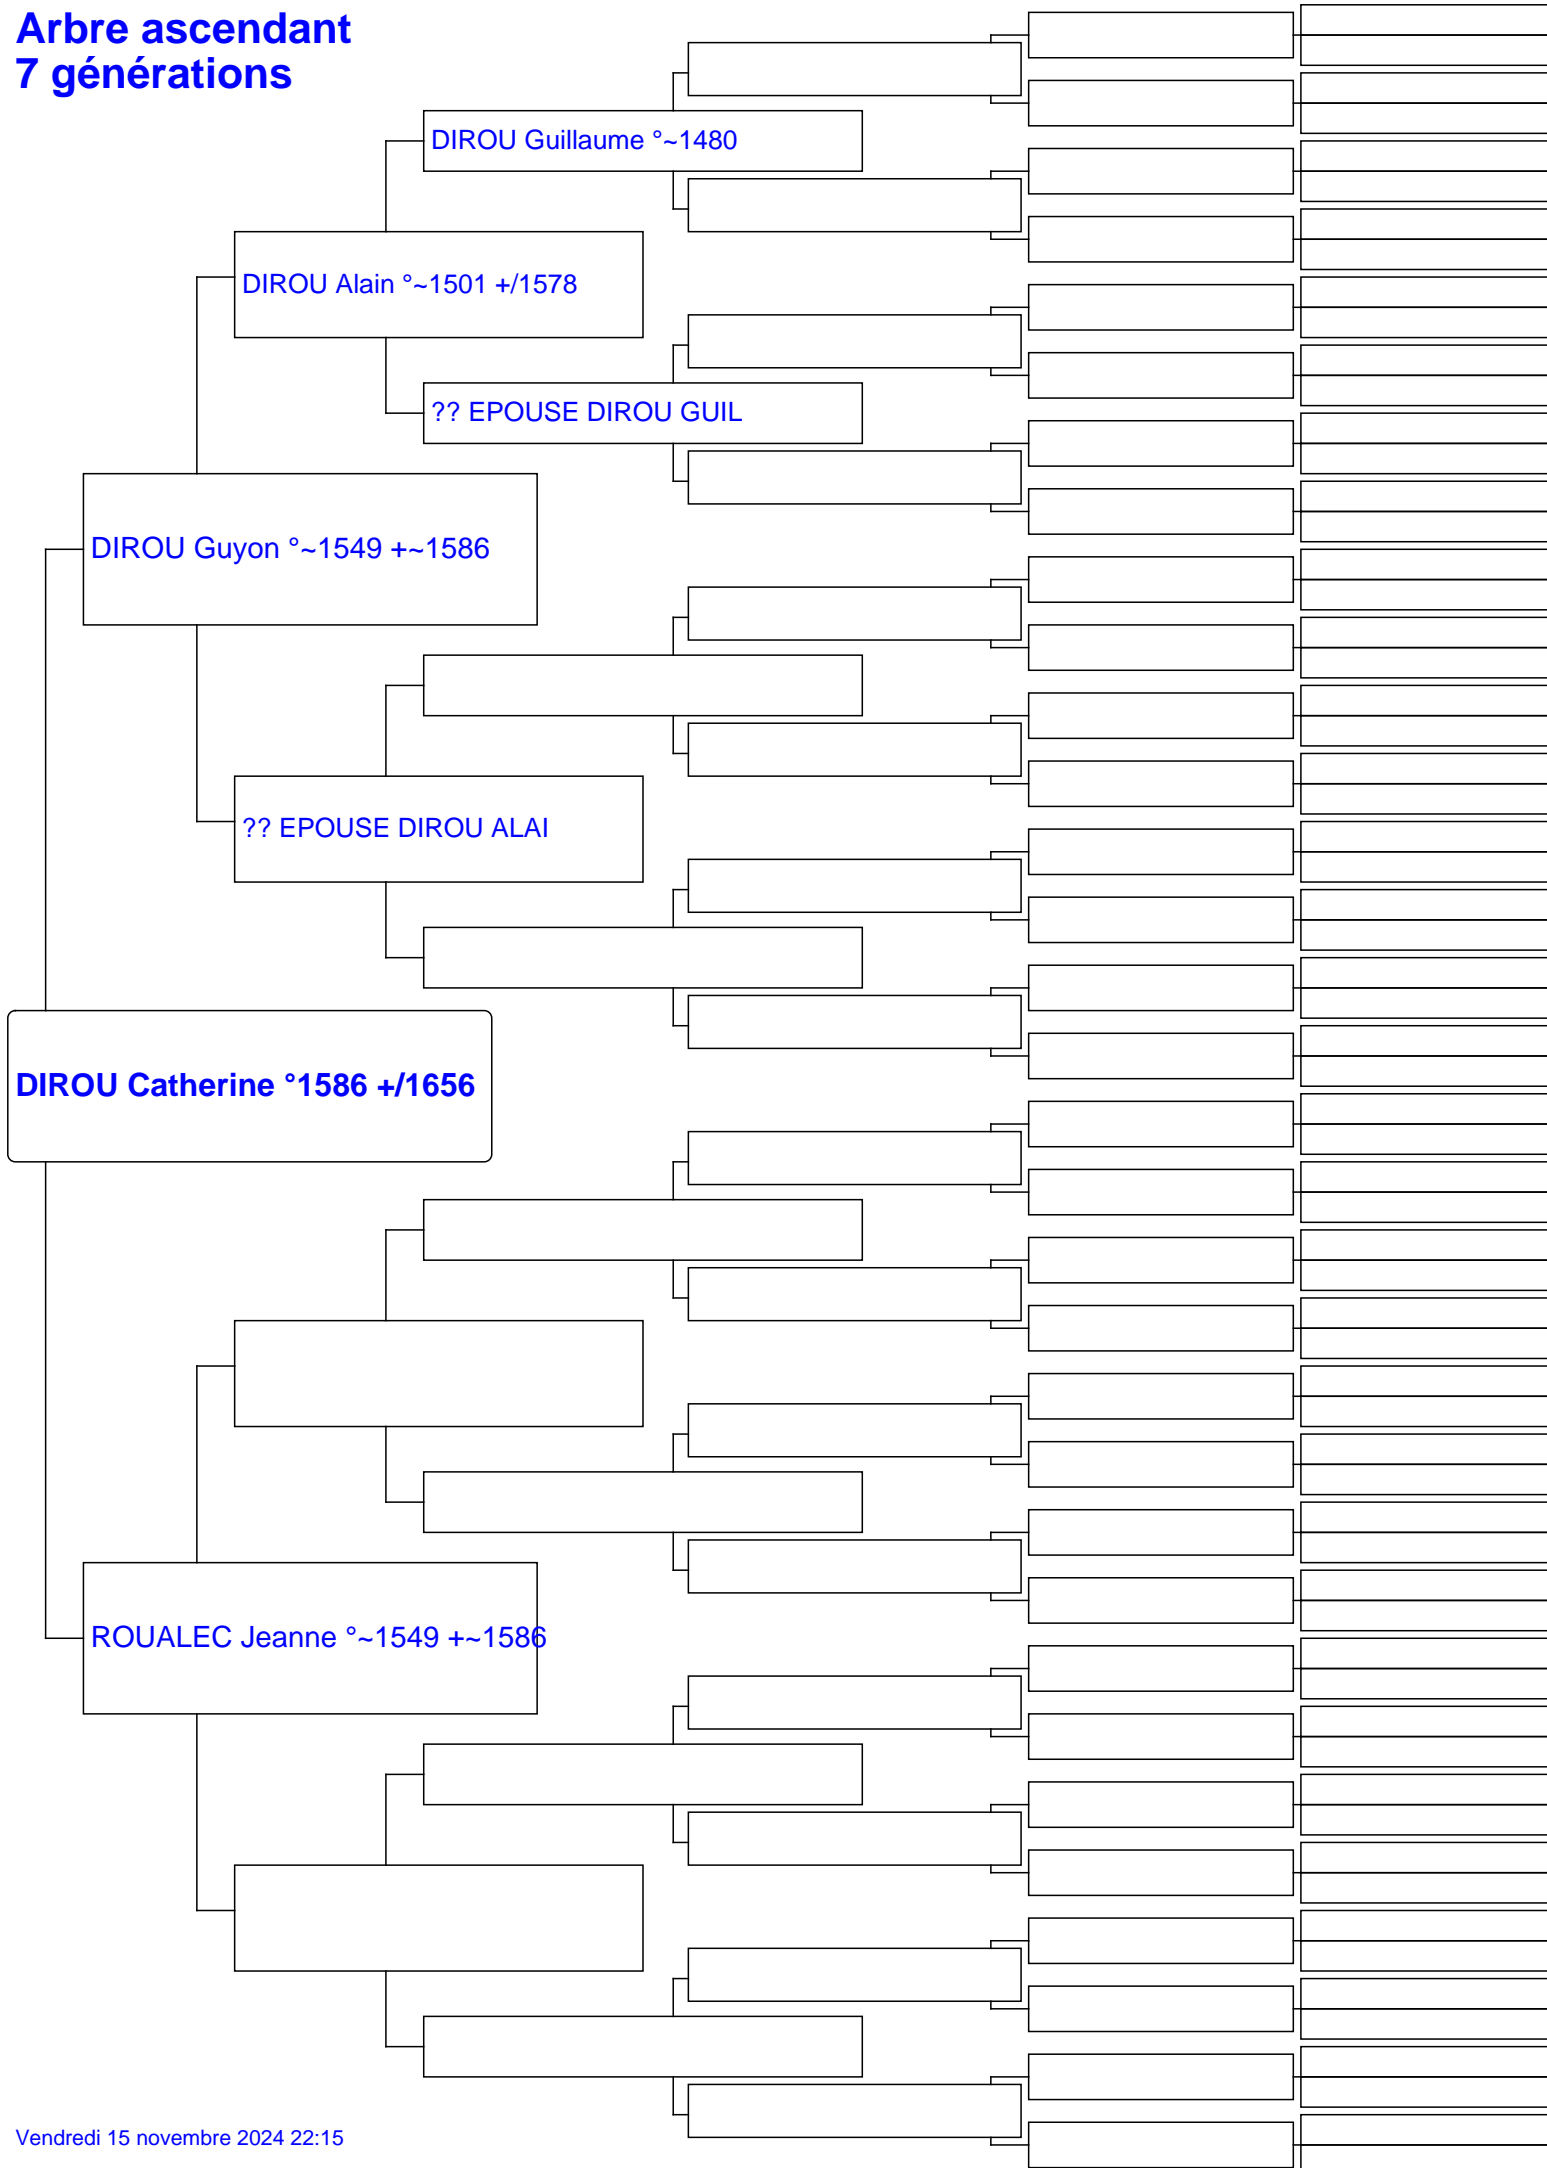 Arbre ascendant
7 générations
DIROU Guillaume °~1480
DIROU Alain °~1501 +/1578
?? EPOUSE DIROU GUIL
DIROU Guyon °~1549 +~1586
?? EPOUSE DIROU ALAI
DIROU Catherine °1586 +/1656
ROUALEC Jeanne °~1549 +~1586
Vendredi 15 novembre 2024 22:15